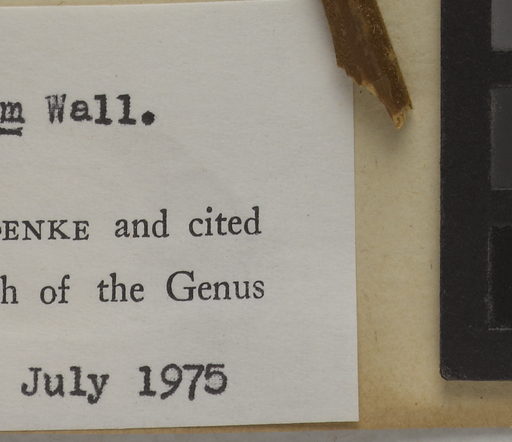 m Wall.
ENKE and cited
h of the Genus
July 1975